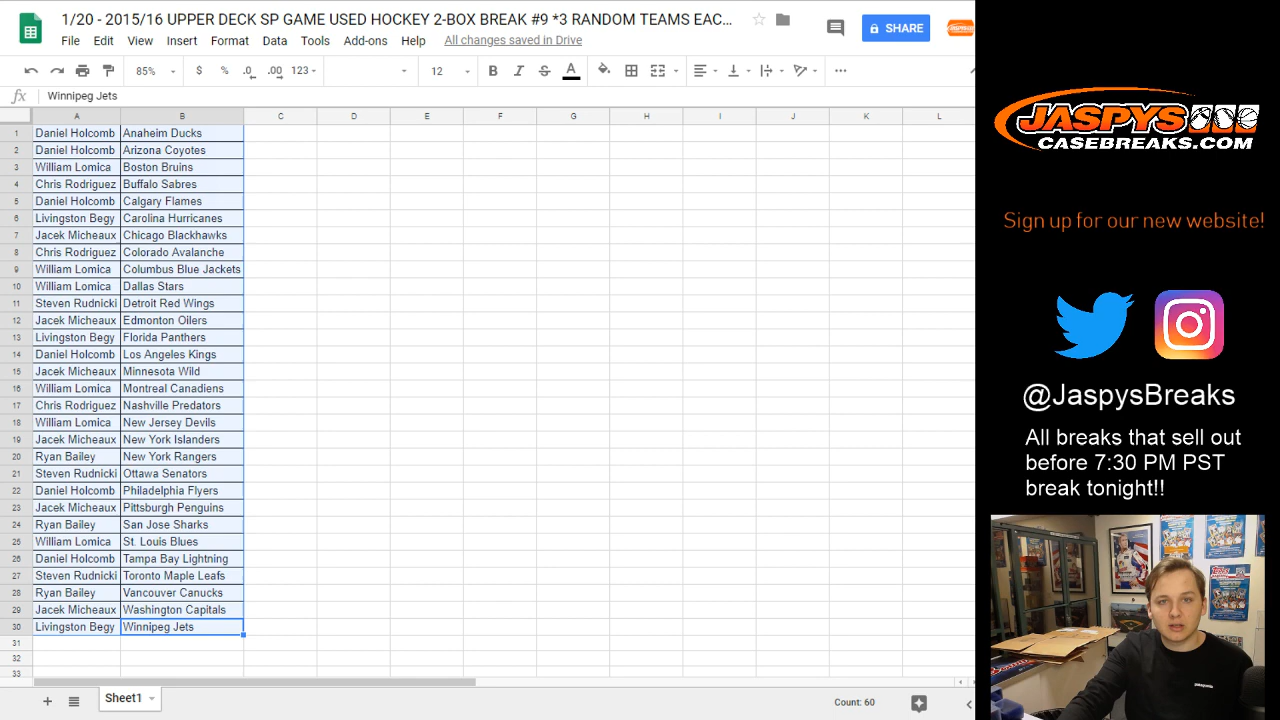 1/20 - 2015/16 UPPER DECK SP GAME USED HOCKEY 2-BOX BREAK #9 *3 RANDOM TEAMS EAC...
File Edit View Insert Format Data Tools Add-ons Help All changes saved in Drive
SHARE
85% $ % .0 .00 123 12 B I S A
fx Winnipeg Jets
A B C D E F G H I J K L
1 Daniel Holcomb Anaheim Ducks
2 Daniel Holcomb Arizona Coyotes
3 William Lomica Boston Bruins
4 Chris Rodriguez Buffalo Sabres
5 Daniel Holcomb Calgary Flames
6 Livingston Begy Carolina Hurricanes
7 Jacek Micheaux Chicago Blackhawks
8 Chris Rodriguez Colorado Avalanche
9 William Lomica Columbus Blue Jackets
10 William Lomica Dallas Stars
11 Steven Rudnicki Detroit Red Wings
12 Jacek Micheaux Edmonton Oilers
13 Livingston Begy Florida Panthers
14 Daniel Holcomb Los Angeles Kings
15 Jacek Micheaux Minnesota Wild
16 William Lomica Montreal Canadiens
17 Chris Rodriguez Nashville Predators
18 William Lomica New Jersey Devils
19 Jacek Micheaux New York Islanders
20 Ryan Bailey New York Rangers
21 Steven Rudnicki Ottawa Senators
22 Daniel Holcomb Philadelphia Flyers
23 Jacek Micheaux Pittsburgh Penguins
24 Ryan Bailey San Jose Sharks
25 William Lomica St. Louis Blues
26 Daniel Holcomb Tampa Bay Lightning
27 Steven Rudnicki Toronto Maple Leafs
28 Ryan Bailey Vancouver Canucks
29 Jacek Micheaux Washington Capitals
30 Livingston Begy Winnipeg Jets
31
32
33
Sheet1
Count: 60
JASPYS
CASEBREAKS.COM
Sign up for our new website!
@JaspysBreaks
All breaks that sell out
before 7:30 PM PST
break tonight!!